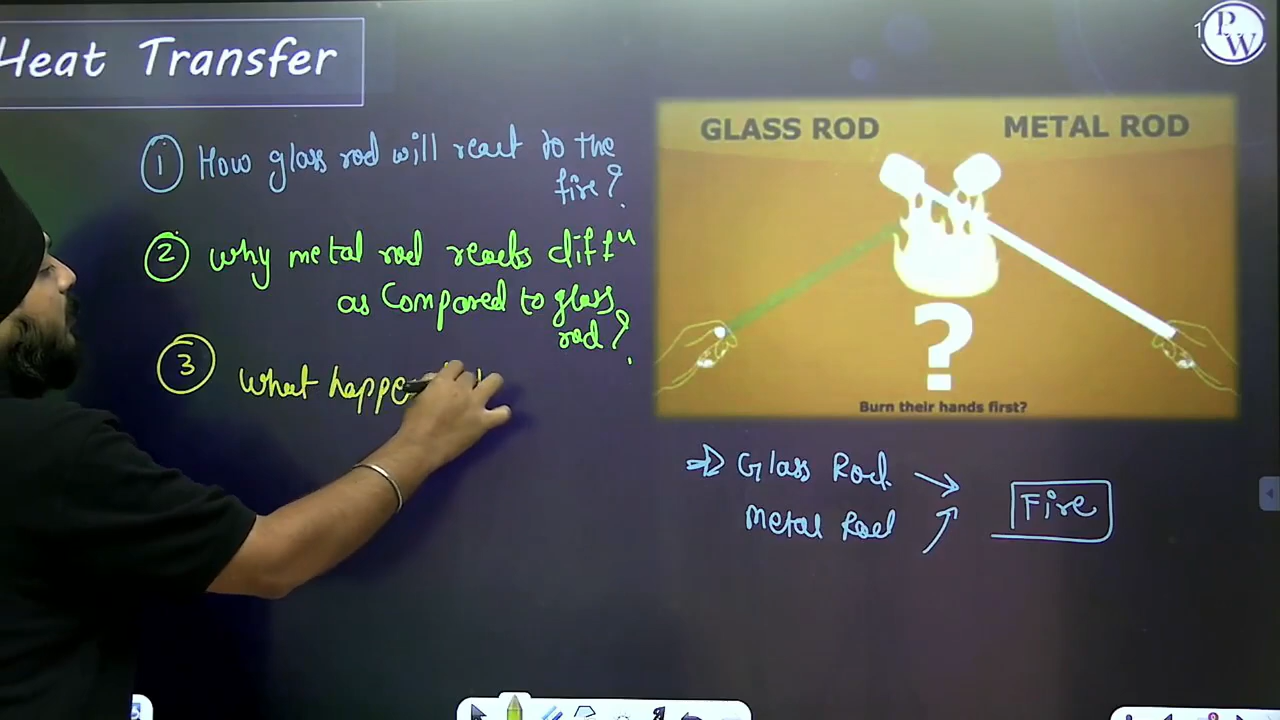 Heat Transfer
PW
① How glass rod will react to the
fire?
② Why metal rod reacts diffn
as Compared to glass
rod?
③ What happe
GLASS ROD METAL ROD
?
Burn their hands first?
⇒ Glass Rod →
Metal Rod ↗
Fire